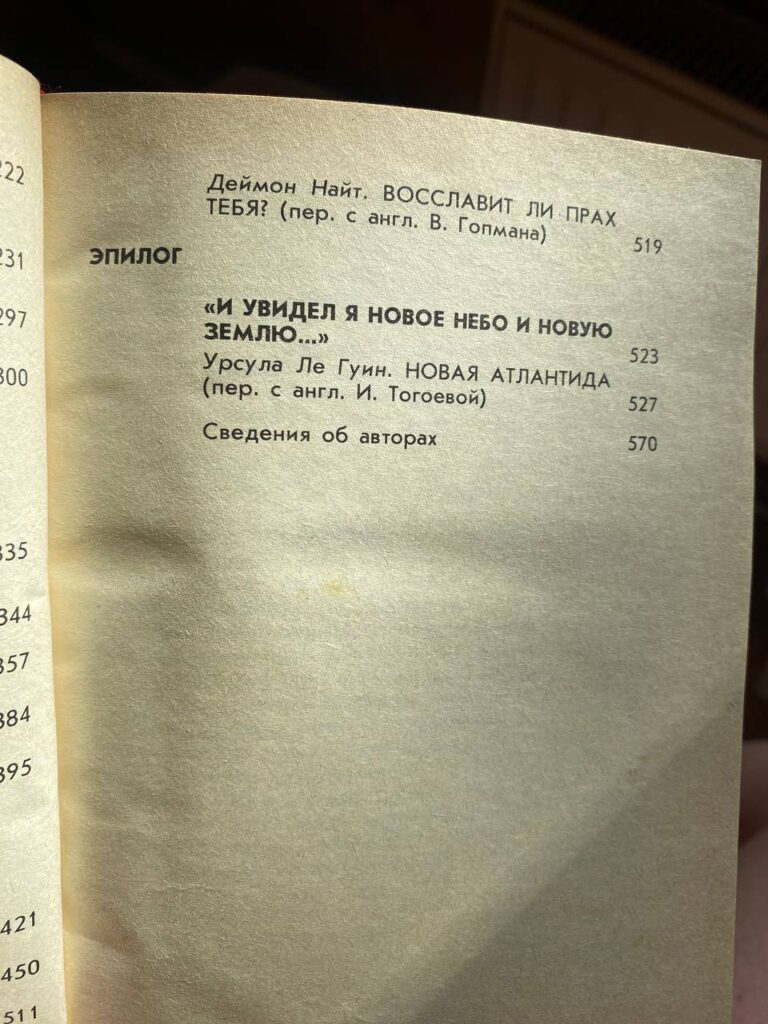 222
231
297
300
335
344
357
384
395
421
450
511
Деймон Найт. ВОССЛАВИТ ЛИ ПРАХ
ТЕБЯ? (пер. с англ. В. Гопмана) 519
ЭПИЛОГ
«И УВИДЕЛ Я НОВОЕ НЕБО И НОВУЮ
ЗЕМЛЮ...» 523
Урсула Ле Гуин. НОВАЯ АТЛАНТИДА
(пер. с англ. И. Тогоевой) 527
Сведения об авторах 570